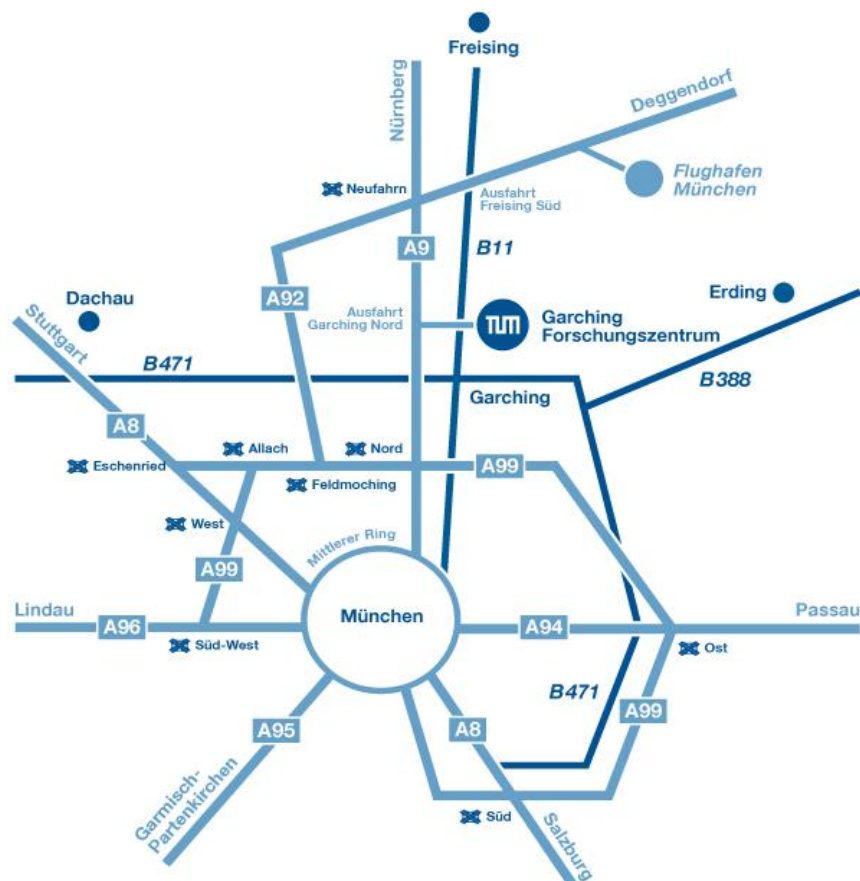 Freising
Nürnberg
Deggendorf
Neufahrn
Flughafen
München
Ausfahrt
Freising Süd
A9
B11
A92
Dachau
Erding
Stuttgart
Ausfahrt
Garching Nord
TUM
Garching
Forschungszentrum
B471
B388
Garching
A8
Allach
Nord
Eschenried
A99
Feldmoching
West
Mittlerer Ring
A99
Lindau
A96
München
A94
Passau
Süd-West
Ost
B471
A95
A8
A99
Garmisch-
Partenkirchen
Süd
Salzburg